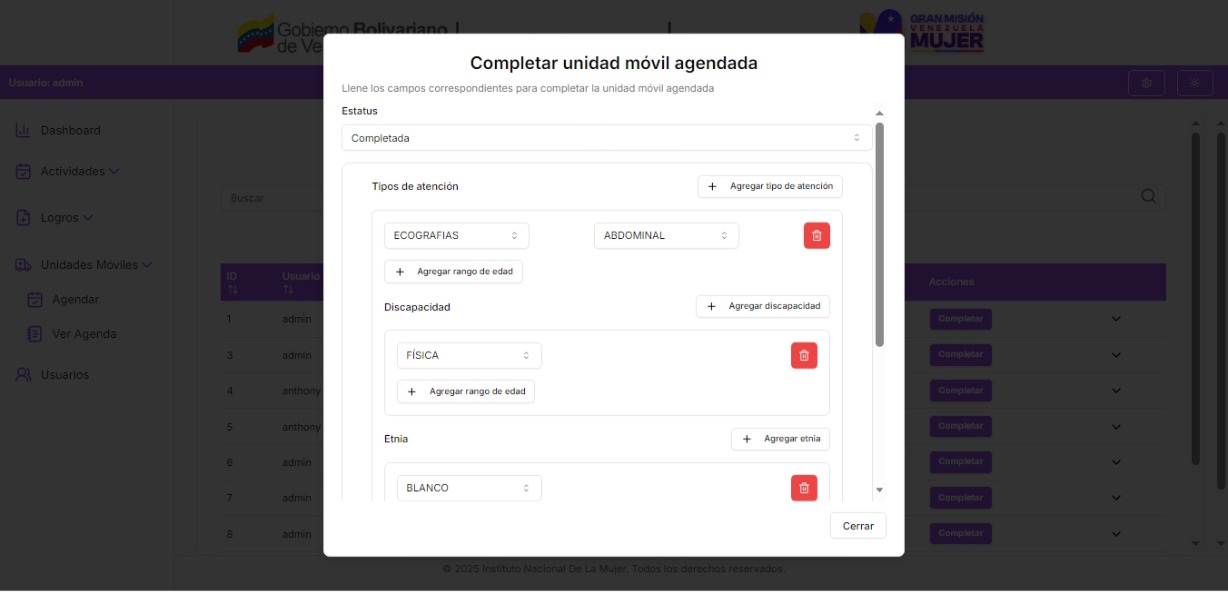 Gobierno Bolivariano
de Ve
GRAN MISIÓN
VENEZUELA
MUJER
Usuario: admin
Dashboard
Actividades
Logros
Unidades Móviles
Agendar
Ver Agenda
Usuarios
Buscar
ID
Usuario
Acciones
1 admin Completar
3 admin Completar
4 anthony Completar
5 anthony Completar
6 admin Completar
7 admin Completar
8 admin Completar
Completar unidad móvil agendada
Llene los campos correspondientes para completar la unidad móvil agendada
Estatus
Completada
Tipos de atención
+ Agregar tipo de atención
ECOGRAFIAS
ABDOMINAL
+ Agregar rango de edad
Discapacidad
+ Agregar discapacidad
FÍSICA
+ Agregar rango de edad
Etnia
+ Agregar etnia
BLANCO
Cerrar
© 2025 Instituto Nacional De La Mujer. Todos los derechos reservados.